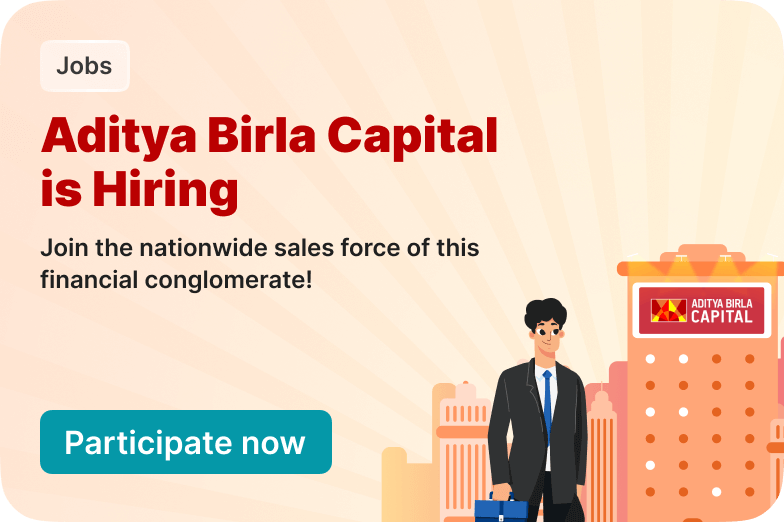 Jobs
Aditya Birla Capital
is Hiring
Join the nationwide sales force of this
financial conglomerate!
ADITYA BIRLA
CAPITAL
Participate now